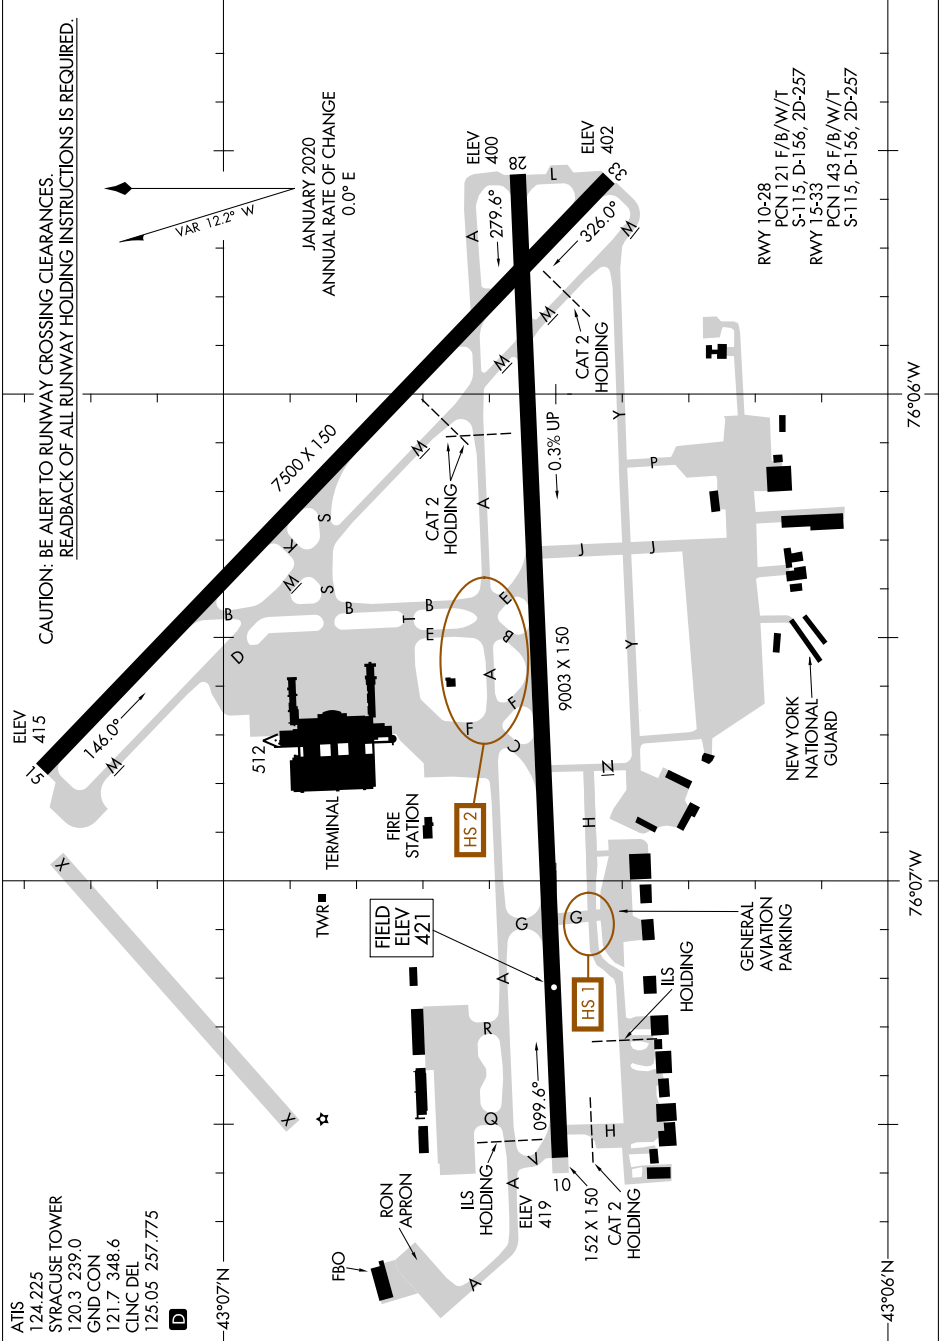 ATIS
124.225
SYRACUSE TOWER
120.3 239.0
GND CON
121.7 348.6
CLNC DEL
125.05 257.775
D
CAUTION: BE ALERT TO RUNWAY CROSSING CLEARANCES.
READBACK OF ALL RUNWAY HOLDING INSTRUCTIONS IS REQUIRED.
VAR 12.2° W
JANUARY 2020
ANNUAL RATE OF CHANGE
0.0° E
43°07'N
43°06'N
76°07'W
76°06'W
ELEV
415
15
146.0°
M
D
B
X
X
TERMINAL
512
TWR
FIRE
STATION
7500 X 150
K
M
S
S
B
T
B
E
M
M
M
M
CAT 2
HOLDING
CAT 2
HOLDING
A
A
ELEV
400
28
279.6°
L
ELEV
402
33
326.0°
0.3% UP
HS 2
F
A
F
B
E
C
9003 X 150
FIELD
ELEV
421
G
A
R
Q
ILS
HOLDING
A
V
ELEV
419
10
099.6°
152 X 150
CAT 2
HOLDING
H
FBO
RON
APRON
A
HS 1
G
H
N
ILS
HOLDING
GENERAL
AVIATION
PARKING
Y
Y
J
J
P
NEW YORK
NATIONAL
GUARD
RWY 10-28
PCN 121 F/B/W/T
S-115, D-156, 2D-257
RWY 15-33
PCN 143 F/B/W/T
S-115, D-156, 2D-257